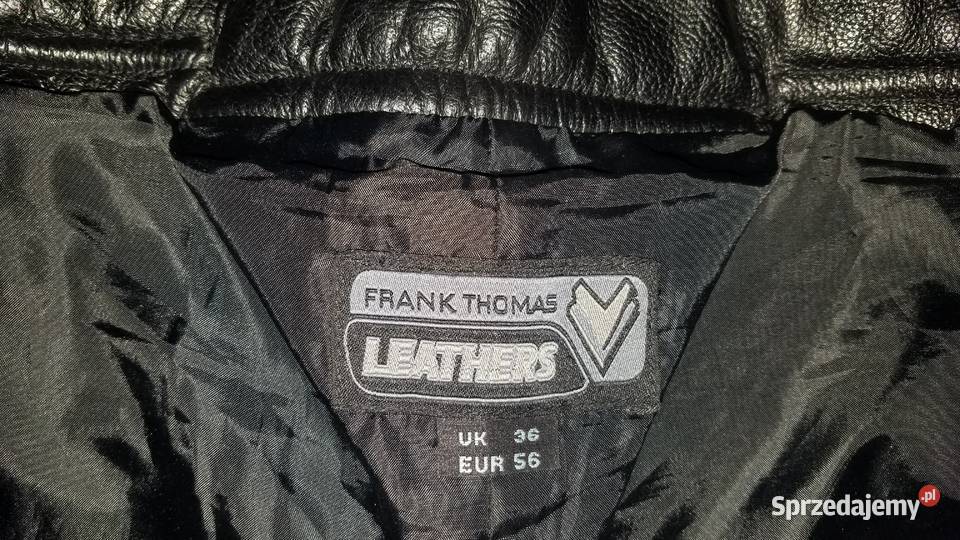 FRANK THOMAS
LEATHERS
UK 36
EUR 56
Sprzedajemy.pl